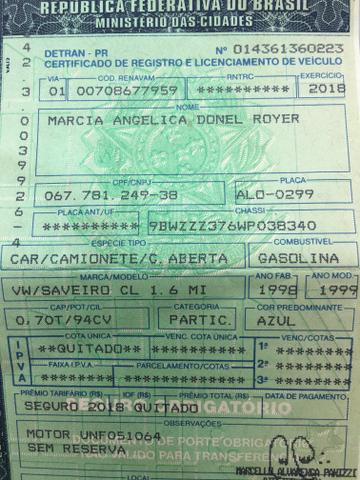 REPÚBLICA FEDERATIVA DO BRASIL
MINISTÉRIO DAS CIDADES
DETRAN - PR Nº 014361360223
CERTIFICADO DE REGISTRO E LICENCIAMENTO DE VEÍCULO
VIA CÓD. RENAVAM RNTRC EXERCÍCIO
01 00708677959 ********** 2018
NOME
MARCIA ANGELICA DONEL ROYER
CPF/CNPJ PLACA
067.781.249-38 ALO-0299
PLACA ANT/UF CHASSI
********** 9BWZZZ376WP038340
ESPÉCIE TIPO COMBUSTÍVEL
CAR/CAMIONETE/C. ABERTA GASOLINA
MARCA/MODELO ANO FAB. ANO MOD.
VW/SAVEIRO CL 1.6 MI 1998 1999
CAP/POT/CIL CATEGORIA COR PREDOMINANTE
0,70T/94CV PARTIC. AZUL
COTA ÚNICA VENC. COTA ÚNICA VENC/COTAS
IPVA **QUITADO** 1ª
FAIXA I.P.V.A. PARCELAMENTO/COTAS 2ª
3ª
PRÊMIO TARIFÁRIO (R$) IOF (R$) PRÊMIO TOTAL (R$) DATA DE PAGAMENTO
SEGURO 2018 QUITADO
OBSERVAÇÕES
MOTOR UNF051064
SEM RESERVA
LOCAL